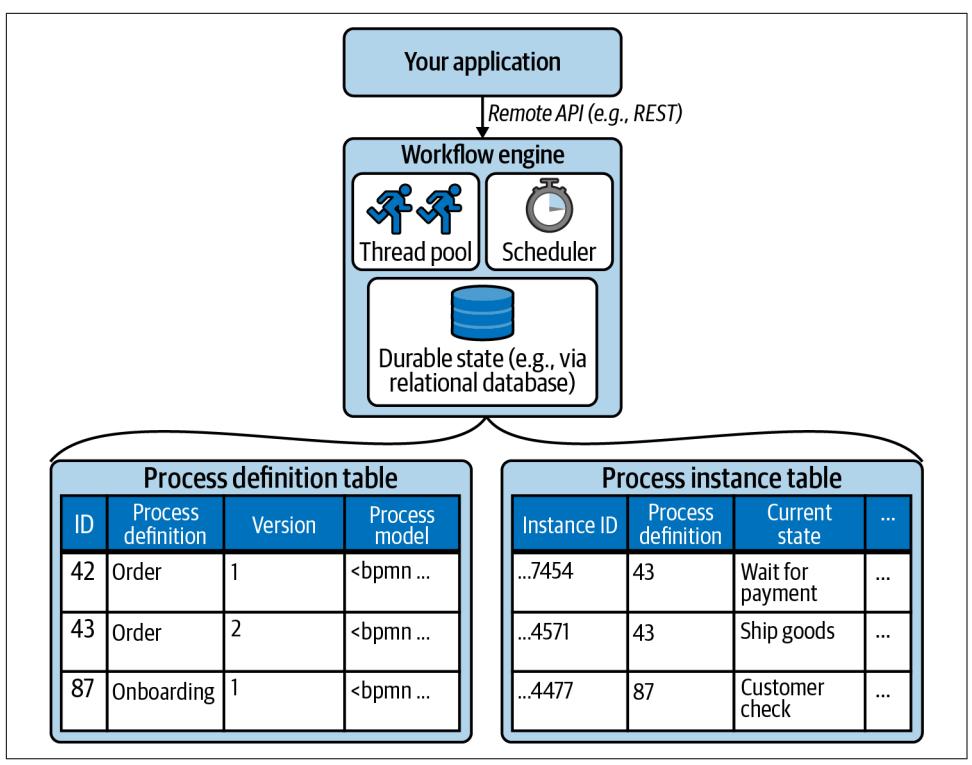 Your application
Remote API (e.g., REST)
Workflow engine
Thread pool
Scheduler
Durable state (e.g., via
relational database)
Process definition table
ID Process definition Version Process model
42 Order 1 <bpmn ...
43 Order 2 <bpmn ...
87 Onboarding 1 <bpmn ...
Process instance table
Instance ID Process definition Current state ...
...7454 43 Wait for payment ...
...4571 43 Ship goods ...
...4477 87 Customer check ...